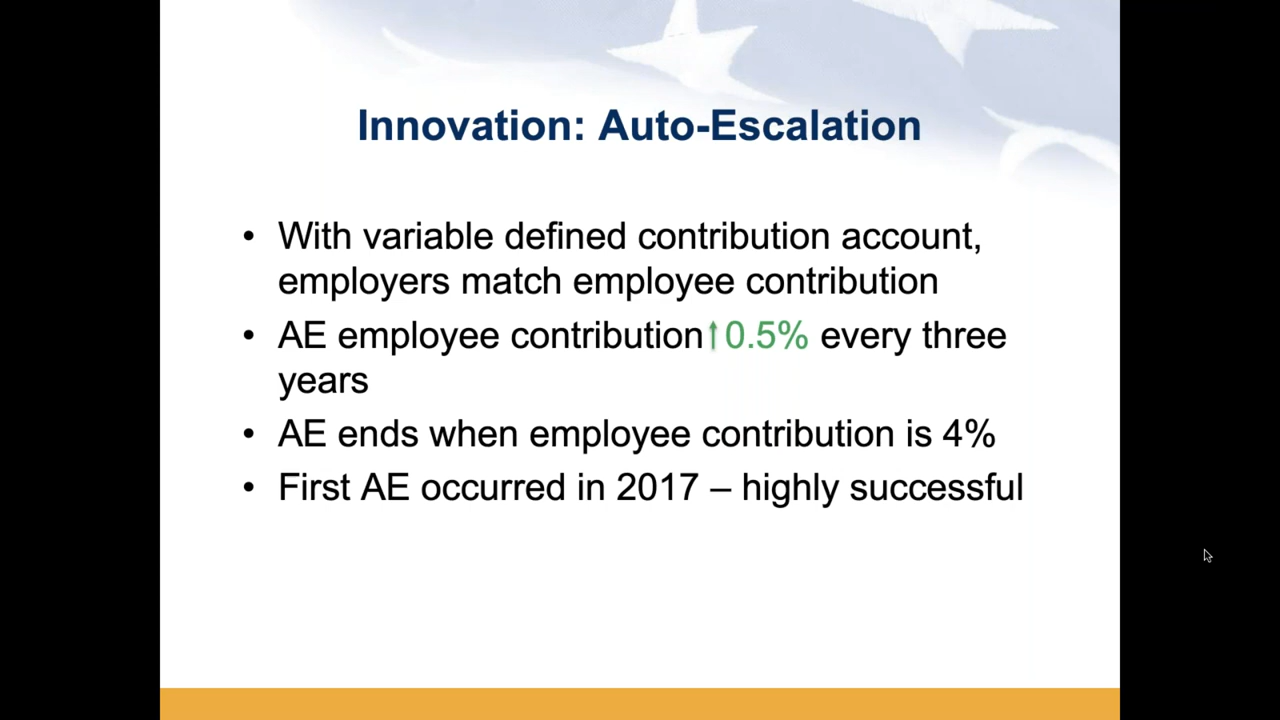 Innovation: Auto-Escalation
• With variable defined contribution account,
employers match employee contribution
• AE employee contribution↑0.5% every three
years
• AE ends when employee contribution is 4%
• First AE occurred in 2017 – highly successful